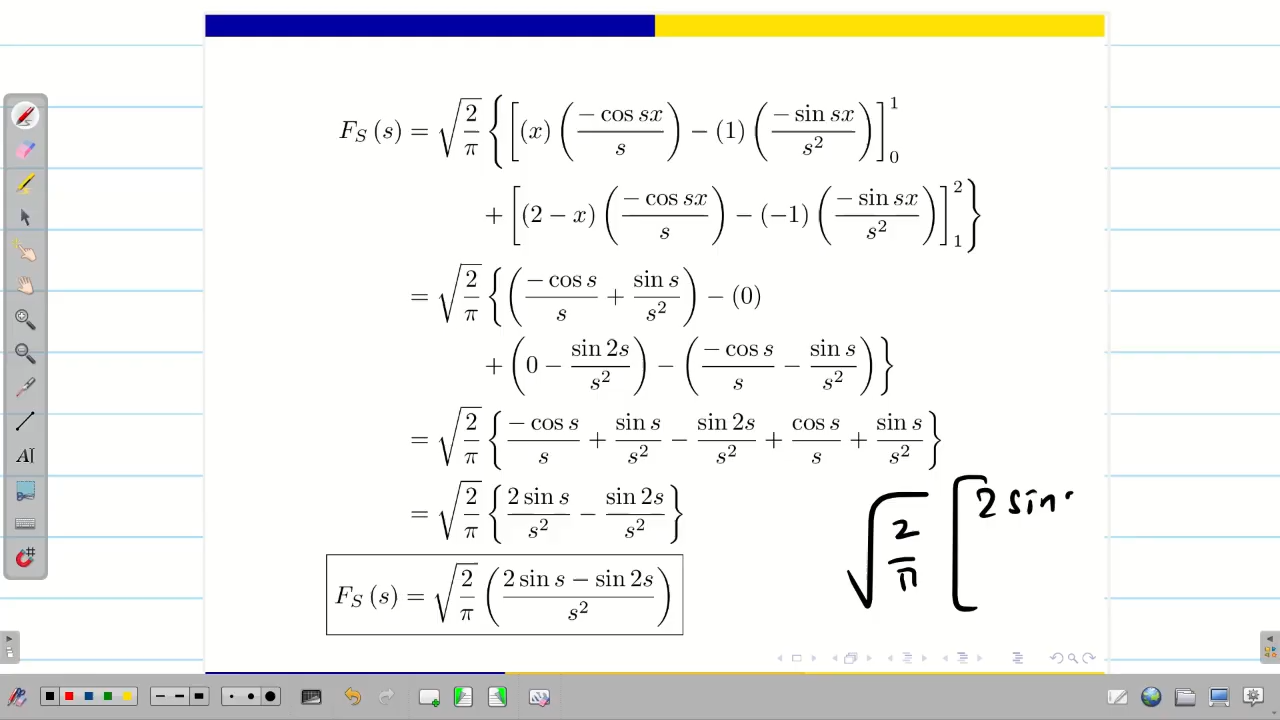 F_S (s) = √(2/π) { [ (x) (−cos sx / s) − (1) (−sin sx / s²) ]₀¹
+ [ (2 − x) (−cos sx / s) − (−1) (−sin sx / s²) ]₁² }
= √(2/π) { (−cos s / s + sin s / s²) − (0)
+ (0 − sin 2s / s²) − (−cos s / s − sin s / s²) }
= √(2/π) { −cos s / s + sin s / s² − sin 2s / s² + cos s / s + sin s / s² }
= √(2/π) { 2 sin s / s² − sin 2s / s² }
√(2/π) [ 2 sin
F_S (s) = √(2/π) ( (2 sin s − sin 2s) / s² )
AI